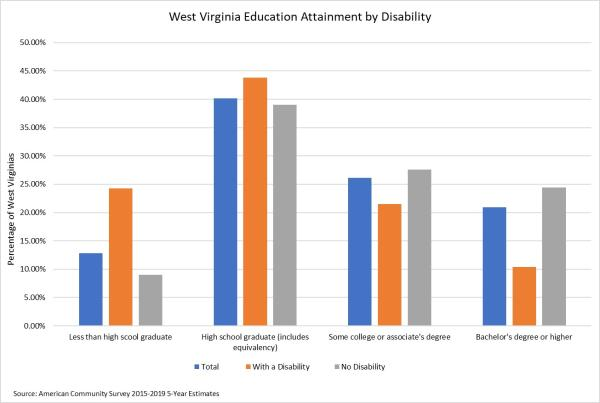 West Virginia Education Attainment by Disability
50.00%
45.00%
40.00%
35.00%
30.00%
25.00%
20.00%
15.00%
10.00%
5.00%
0.00%
Percentage of West Virginias
Less than high scool graduate
High school graduate (includes
equivalency)
Some college or associate's degree
Bachelor's degree or higher
Total With a Disability No Disability
Source: American Community Survey 2015-2019 5-Year Estimates